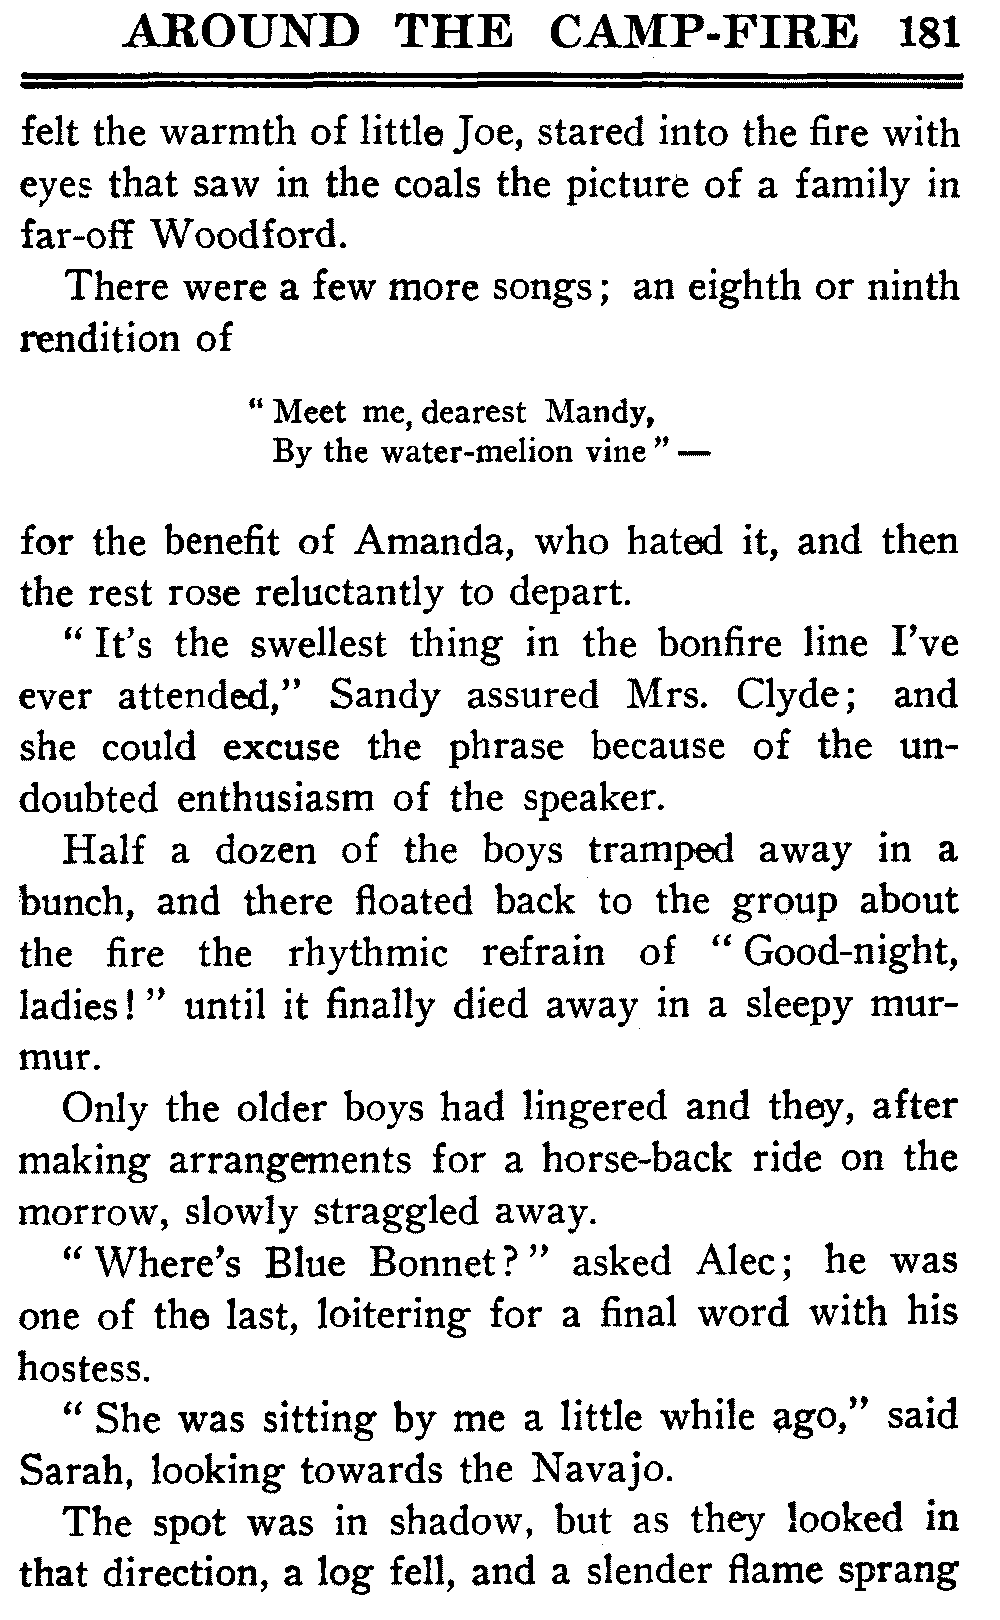 AROUND THE CAMP-FIRE 181
felt the warmth of little Joe, stared into the fire with
eyes that saw in the coals the picture of a family in
far-off Woodford.
There were a few more songs; an eighth or ninth
rendition of
" Meet me, dearest Mandy,
By the water-melion vine " —
for the benefit of Amanda, who hated it, and then
the rest rose reluctantly to depart.
" It's the swellest thing in the bonfire line I've
ever attended," Sandy assured Mrs. Clyde; and
she could excuse the phrase because of the un-
doubted enthusiasm of the speaker.
Half a dozen of the boys tramped away in a
bunch, and there floated back to the group about
the fire the rhythmic refrain of " Good-night,
ladies! " until it finally died away in a sleepy mur-
mur.
Only the older boys had lingered and they, after
making arrangements for a horse-back ride on the
morrow, slowly straggled away.
" Where's Blue Bonnet? " asked Alec; he was
one of the last, loitering for a final word with his
hostess.
" She was sitting by me a little while ago," said
Sarah, looking towards the Navajo.
The spot was in shadow, but as they looked in
that direction, a log fell, and a slender flame sprang